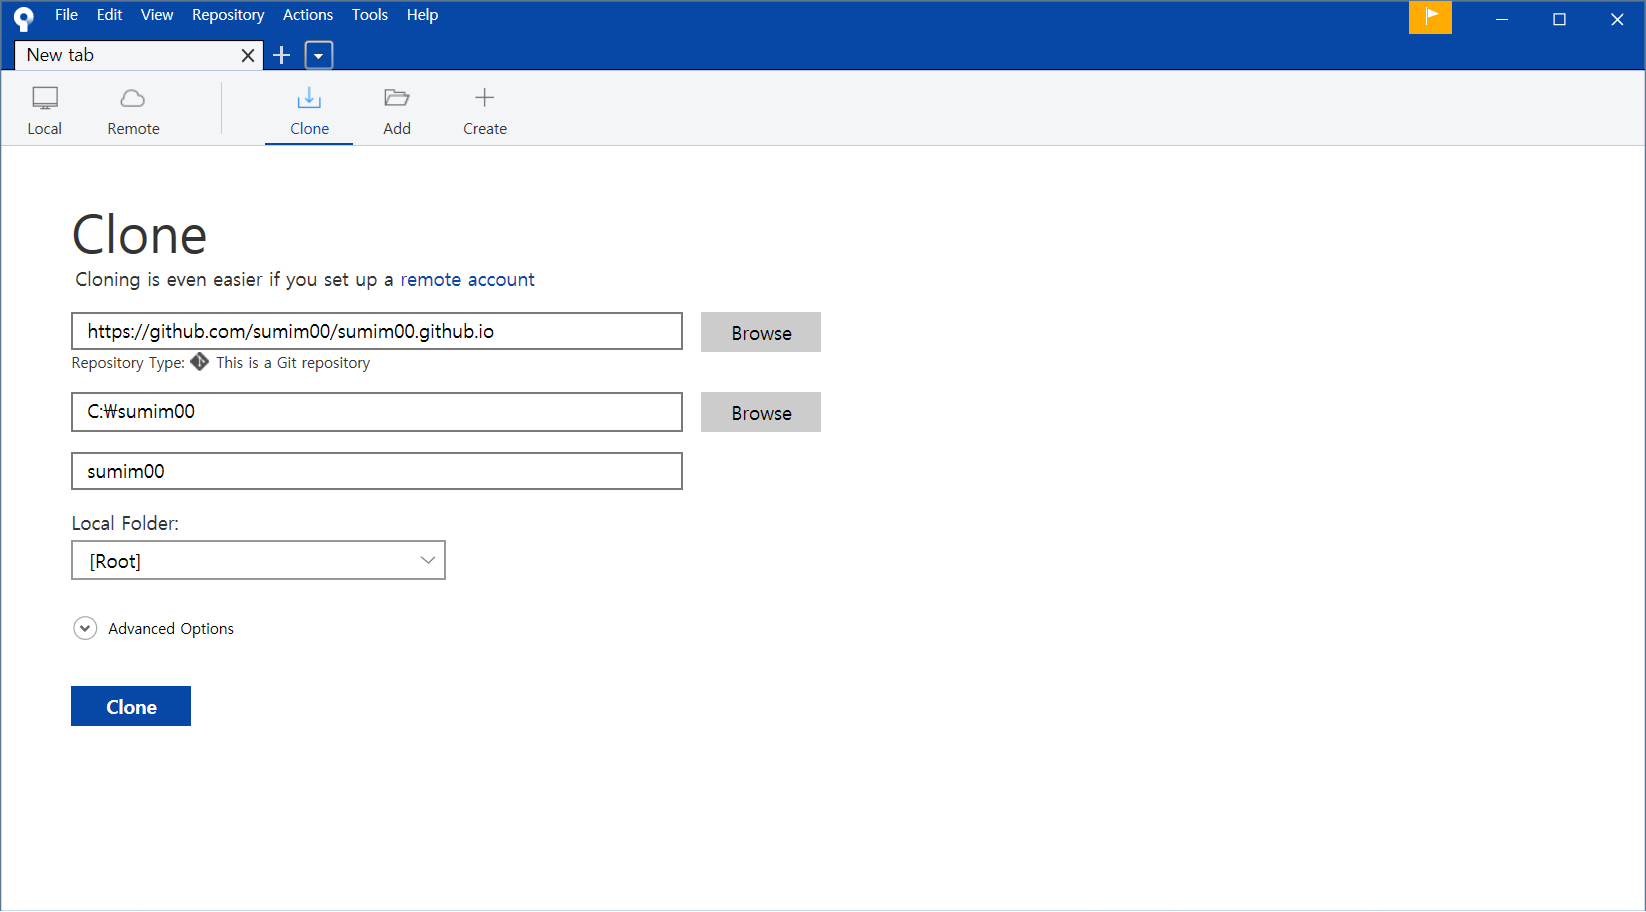 File Edit View Repository Actions Tools Help
New tab
Local Remote Clone Add Create
Clone
Cloning is even easier if you set up a remote account
https://github.com/sumim00/sumim00.github.io Browse
Repository Type: This is a Git repository
C:₩sumim00 Browse
sumim00
Local Folder:
[Root]
Advanced Options
Clone